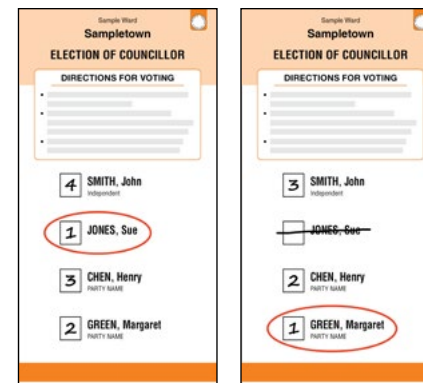 Sample Ward
Sampletown
ELECTION OF COUNCILLOR
DIRECTIONS FOR VOTING
4 SMITH, John
Independent
1 JONES, Sue
3 CHEN, Henry
PARTY NAME
2 GREEN, Margaret
PARTY NAME
Sample Ward
Sampletown
ELECTION OF COUNCILLOR
DIRECTIONS FOR VOTING
3 SMITH, John
Independent
JONES, Sue
2 CHEN, Henry
PARTY NAME
1 GREEN, Margaret
PARTY NAME